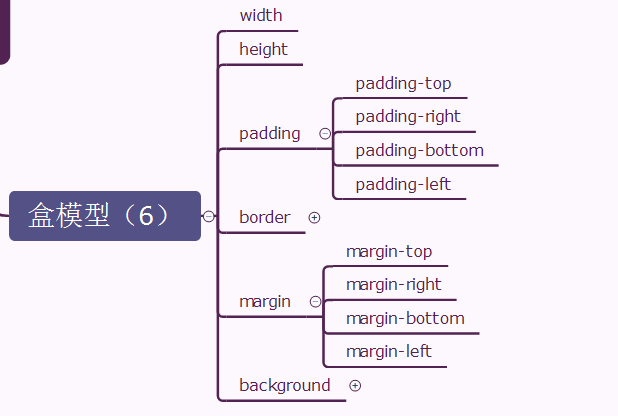 盒模型（6）
width
height
padding
padding-top
padding-right
padding-bottom
padding-left
border
margin
margin-top
margin-right
margin-bottom
margin-left
background